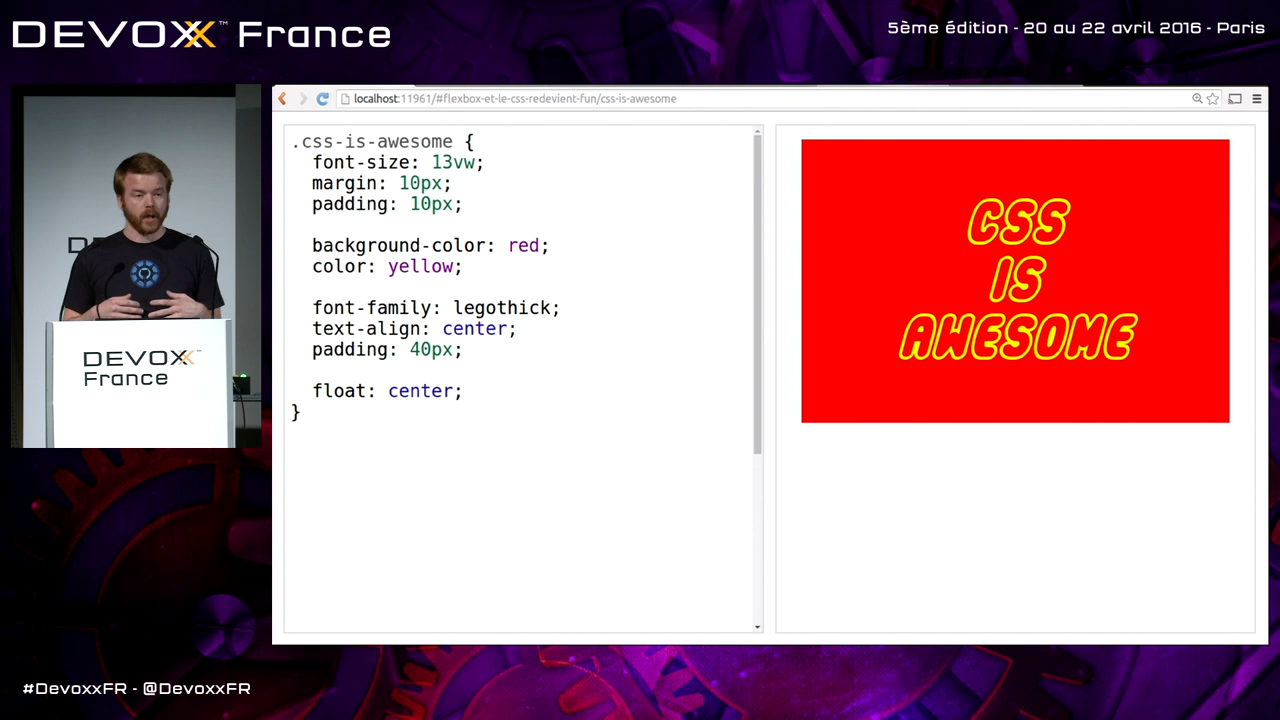 DEVOXX™ France
5ème édition - 20 au 22 avril 2016 - Paris
localhost:11961/#flexbox-et-le-css-redevient-fun/css-is-awesome
.css-is-awesome {
font-size: 13vw;
margin: 10px;
padding: 10px;
background-color: red;
color: yellow;
font-family: legothick;
text-align: center;
padding: 40px;
float: center;
}
CSS
IS
AWESOME
DEVOXX™
France
#DevoxxFR - @DevoxxFR